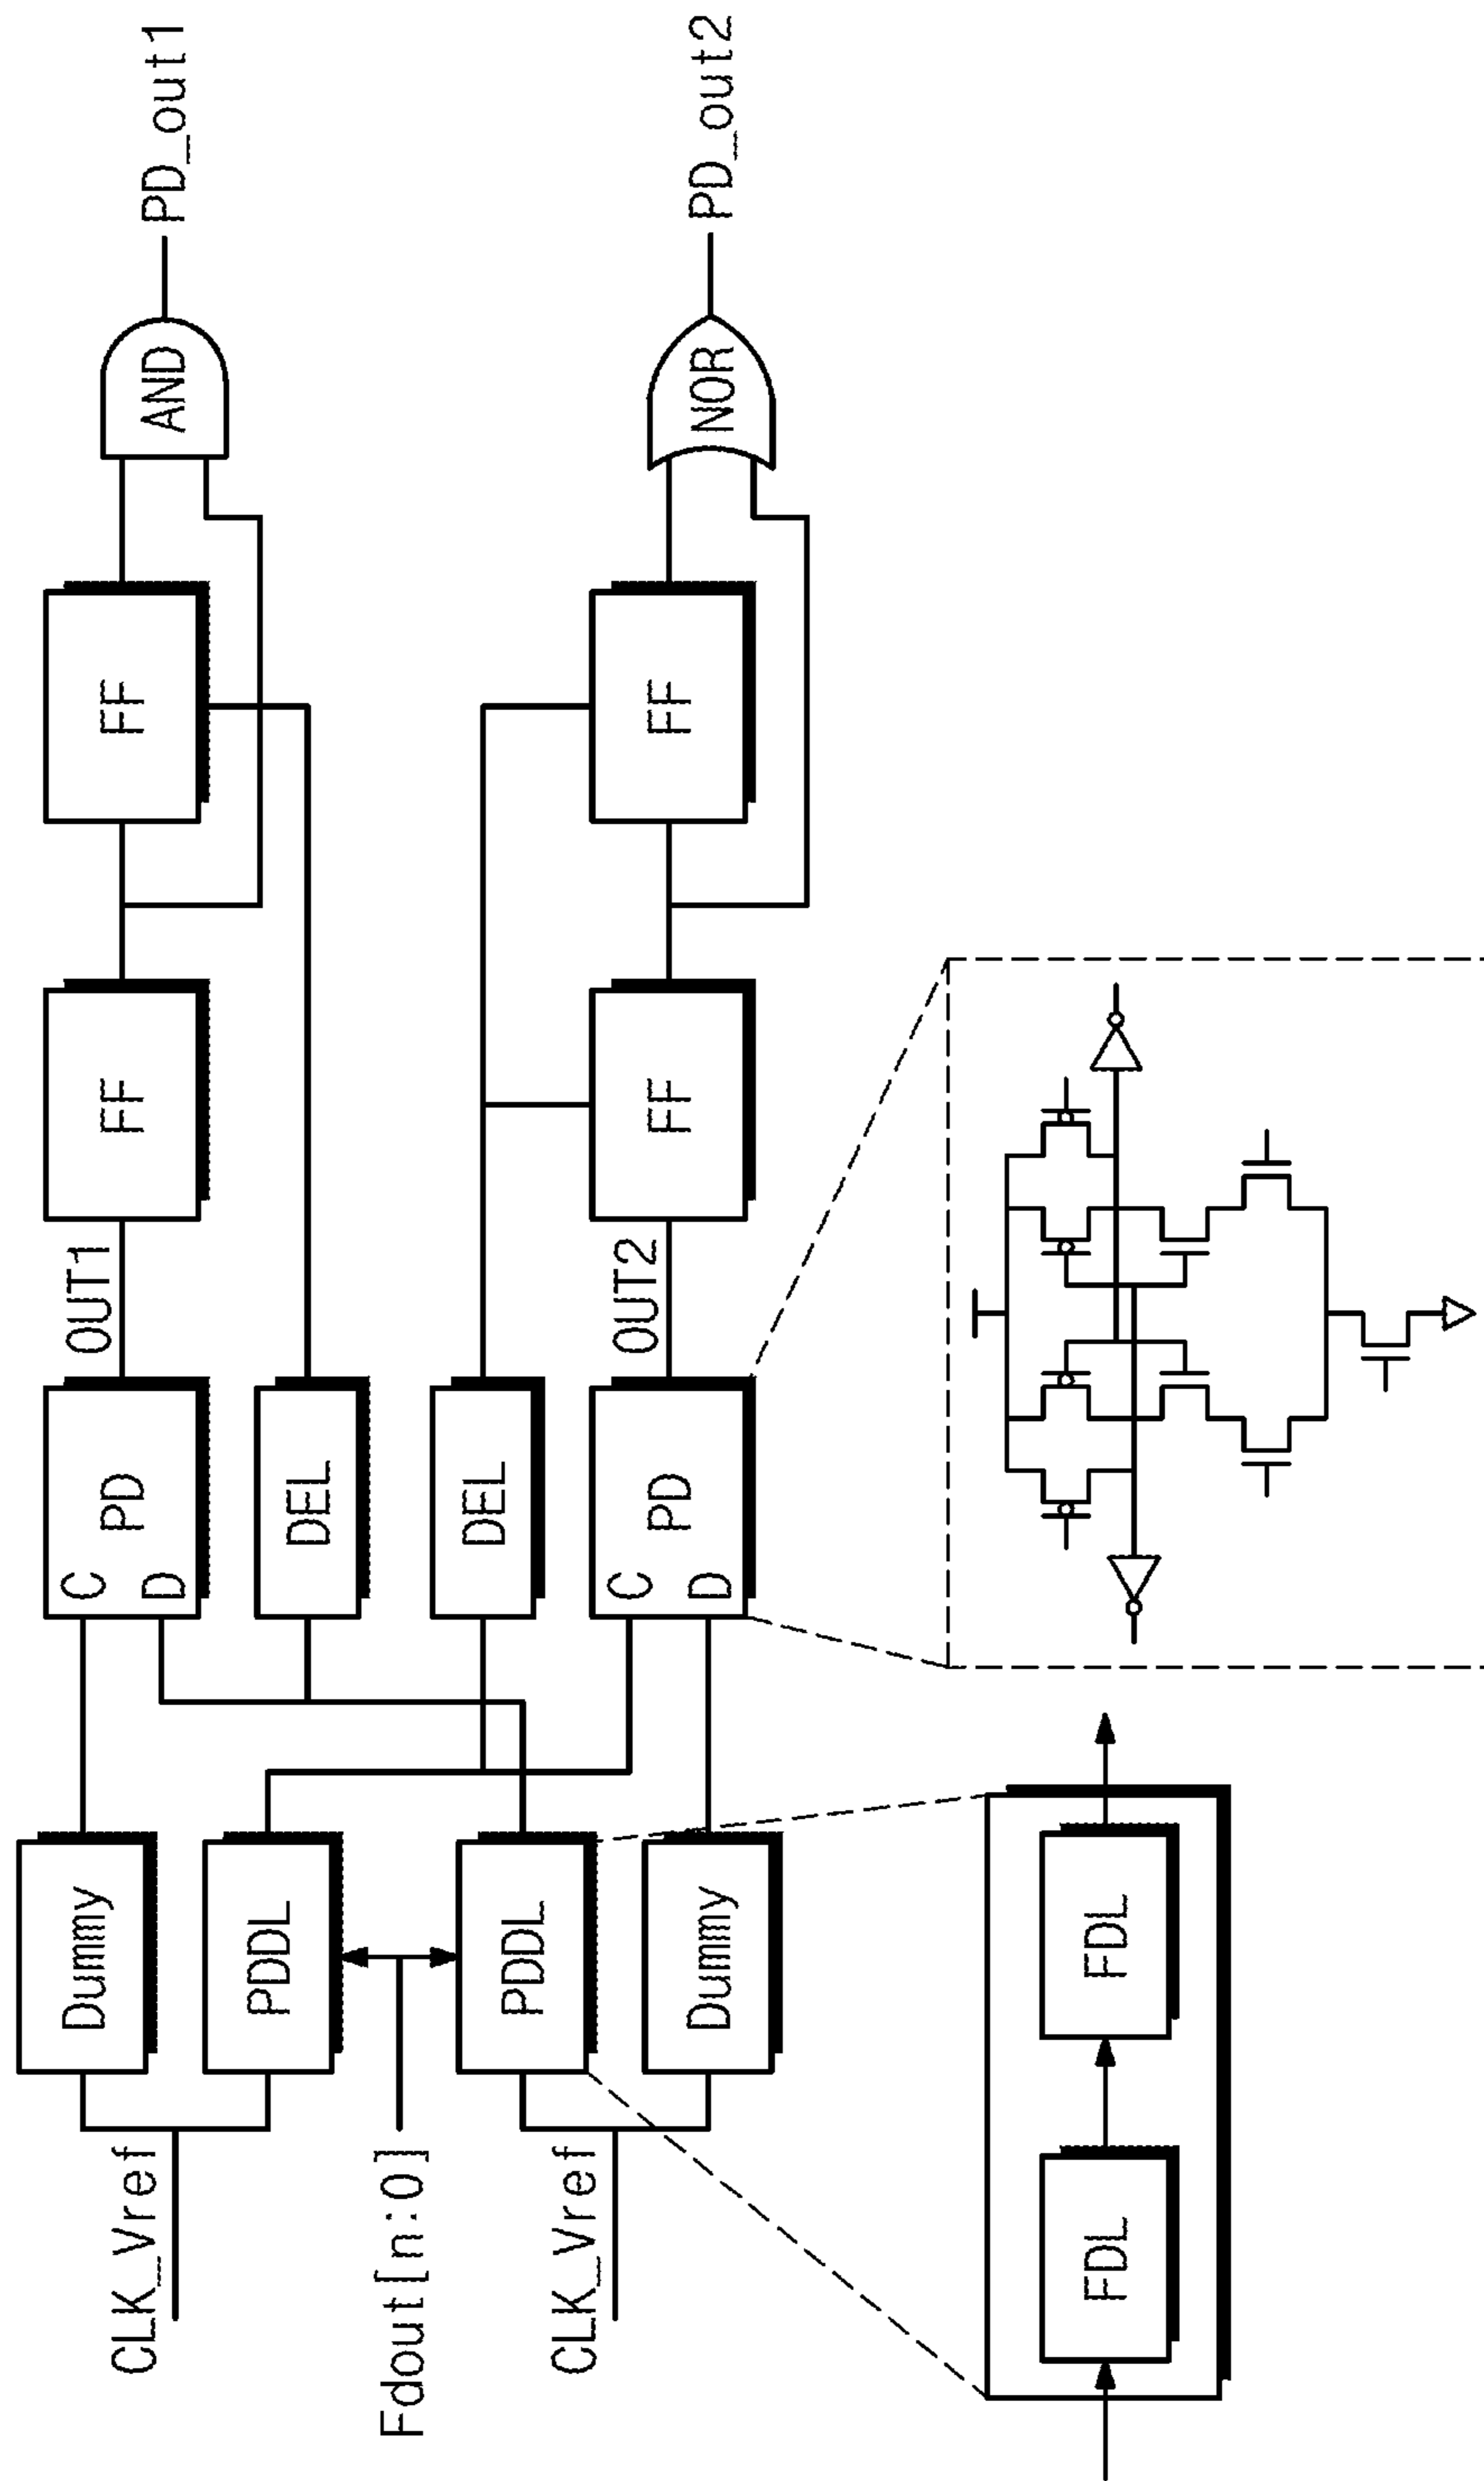 CLK_Vref
Fdout[n:0]
CLK_Vref
Dummy
PDDL
PDDL
Dummy
C
D
PD
DEL
DEL
C
D
PD
OUT1
OUT2
FF
FF
FF
FF
AND
NOR
PD_out1
PD_out2
FDL
FDL